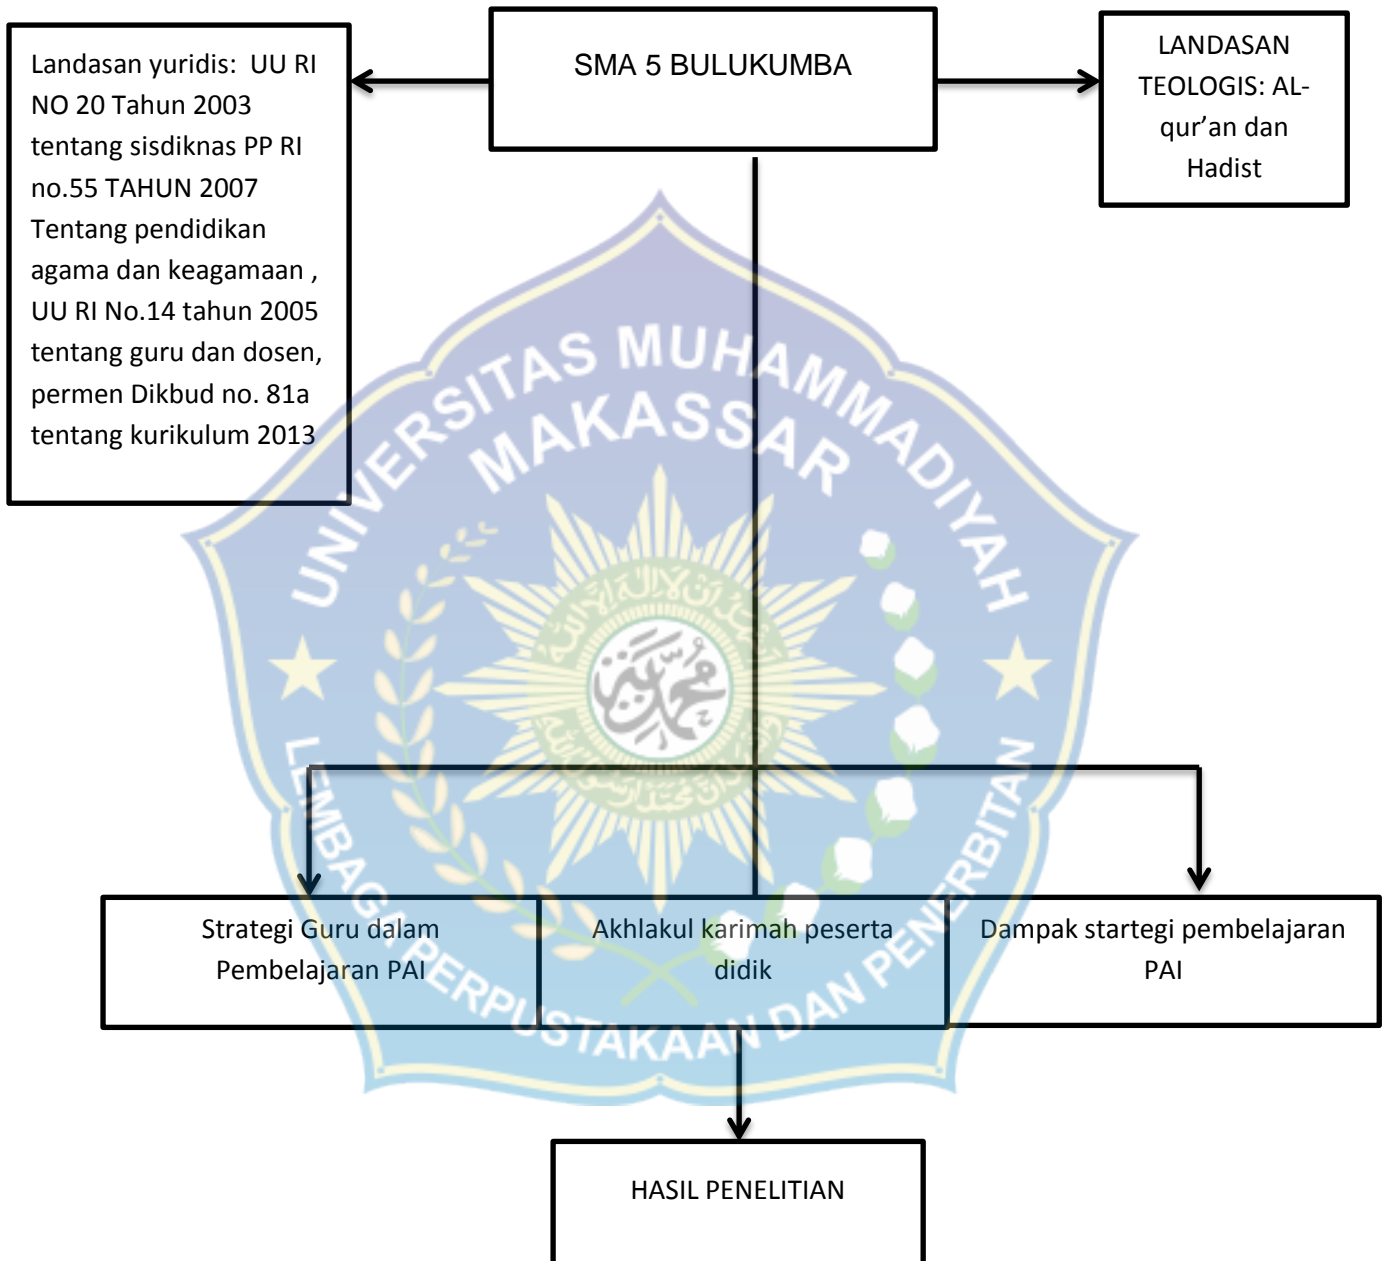 SMA 5 BULUKUMBA
Landasan yuridis: UU RI
NO 20 Tahun 2003
tentang sisdiknas PP RI
no.55 TAHUN 2007
Tentang pendidikan
agama dan keagamaan ,
UU RI No.14 tahun 2005
tentang guru dan dosen,
permen Dikbud no. 81a
tentang kurikulum 2013
LANDASAN
TEOLOGIS: AL-
qur’an dan
Hadist
UNIVERSITAS MUHAMMADIYAH
MAKASSAR
LEMBAGA PERPUSTAKAAN DAN PENERBITAN
Strategi Guru dalam
Pembelajaran PAI
Akhlakul karimah peserta
didik
Dampak startegi pembelajaran
PAI
HASIL PENELITIAN